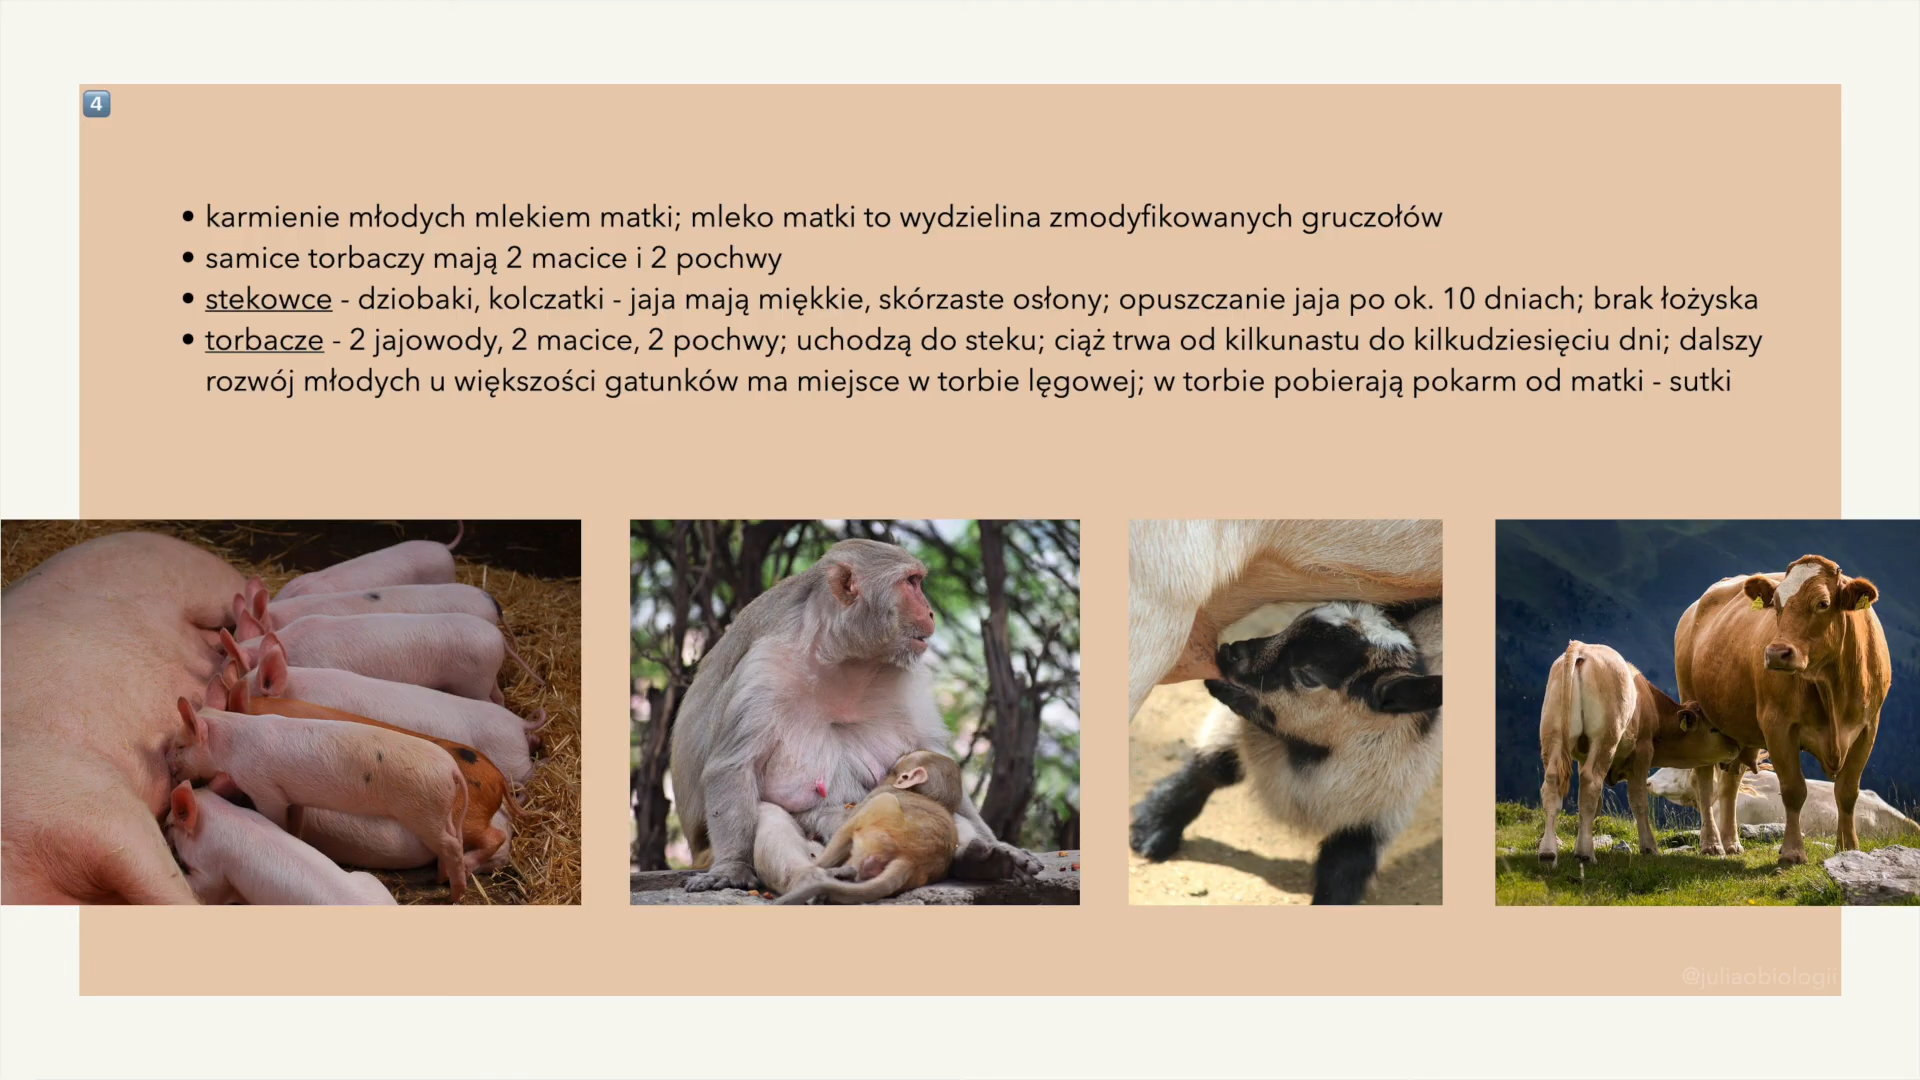 4
• karmienie młodych mlekiem matki; mleko matki to wydzielina zmodyfikowanych gruczołów
• samice torbaczy mają 2 macice i 2 pochwy
• stekowce - dziobaki, kolczatki - jaja mają miękkie, skórzaste osłony; opuszczanie jaja po ok. 10 dniach; brak łożyska
• torbacze - 2 jajowody, 2 macice, 2 pochwy; uchodzą do steku; ciąż trwa od kilkunastu do kilkudziesięciu dni; dalszy
rozwój młodych u większości gatunków ma miejsce w torbie lęgowej; w torbie pobierają pokarm od matki - sutki
@juliaobiologii